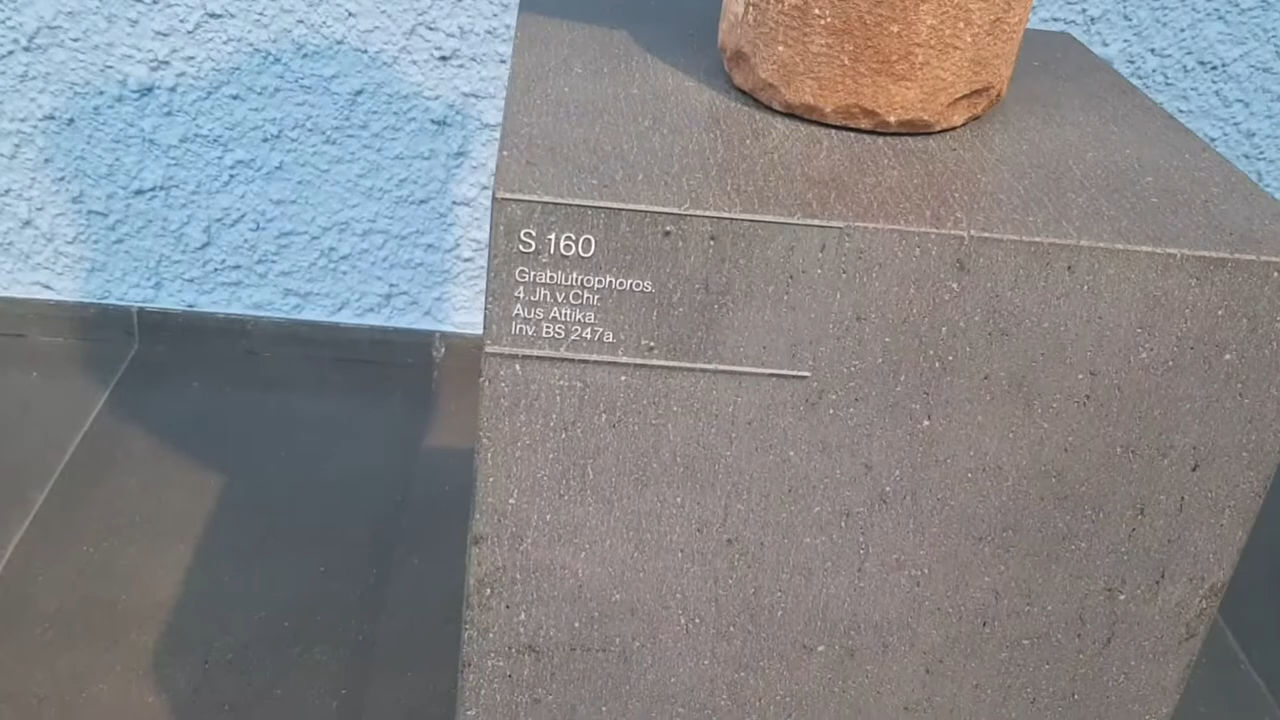 S 160
Grablutrophoros.
4. Jh. v. Chr.
Aus Attika.
Inv. BS 247a.